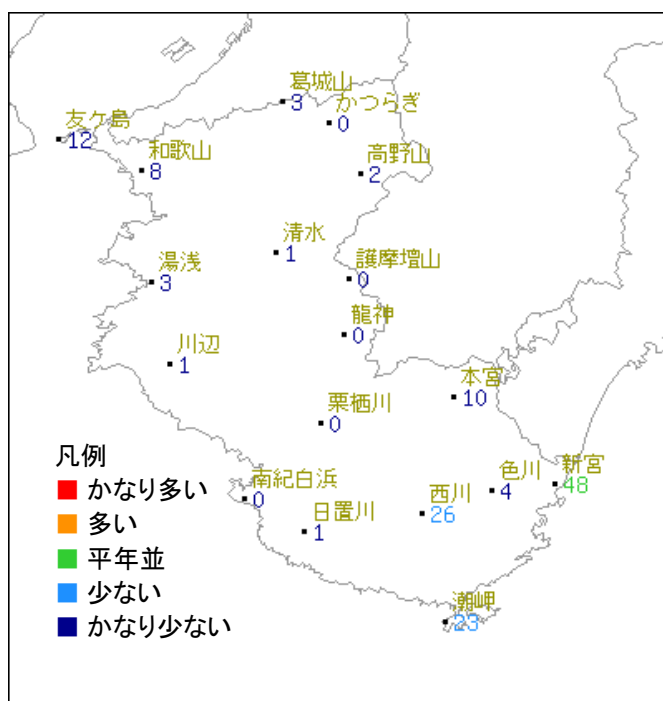 葛城山
3
かつらぎ
0
友ケ島
12
和歌山
8
高野山
2
清水
1
護摩壇山
0
湯浅
3
龍神
0
川辺
1
本宮
10
栗栖川
0
凡例
かなり多い
多い
平年並
少ない
かなり少ない
南紀白浜
0
日置川
1
西川
26
色川
4
新宮
48
潮岬
23